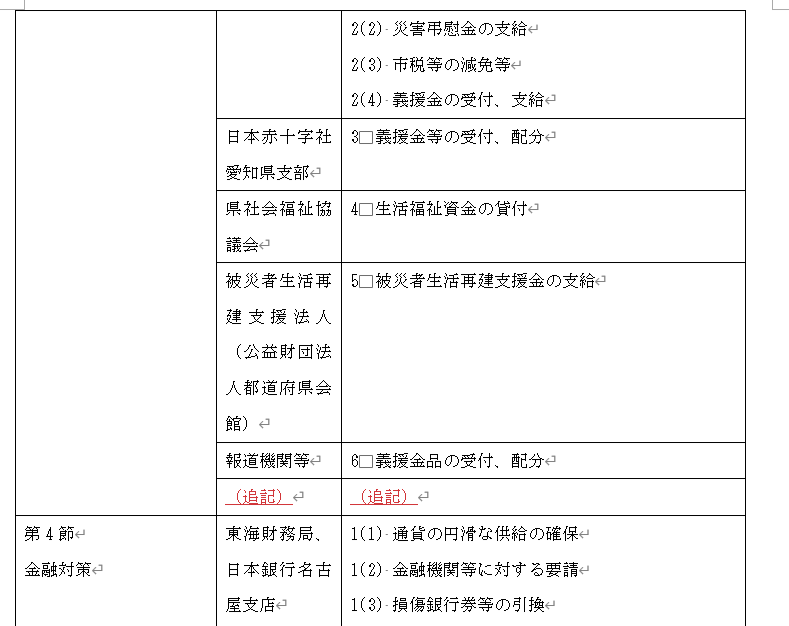 2(2) 災害弔慰金の支給
2(3) 市税等の減免等
2(4) 義援金の受付、支給
日本赤十字社
愛知県支部
3□義援金等の受付、配分
県社会福祉協
議会
4□生活福祉資金の貸付
被災者生活再
建支援法人
（公益財団法
人都道府県会
館）
5□被災者生活再建支援金の支給
報道機関等
6□義援金品の受付、配分
（追記）
（追記）
第4節
金融対策
東海財務局、
日本銀行名古
屋支店
1(1) 通貨の円滑な供給の確保
1(2) 金融機関等に対する要請
1(3) 損傷銀行券等の引換